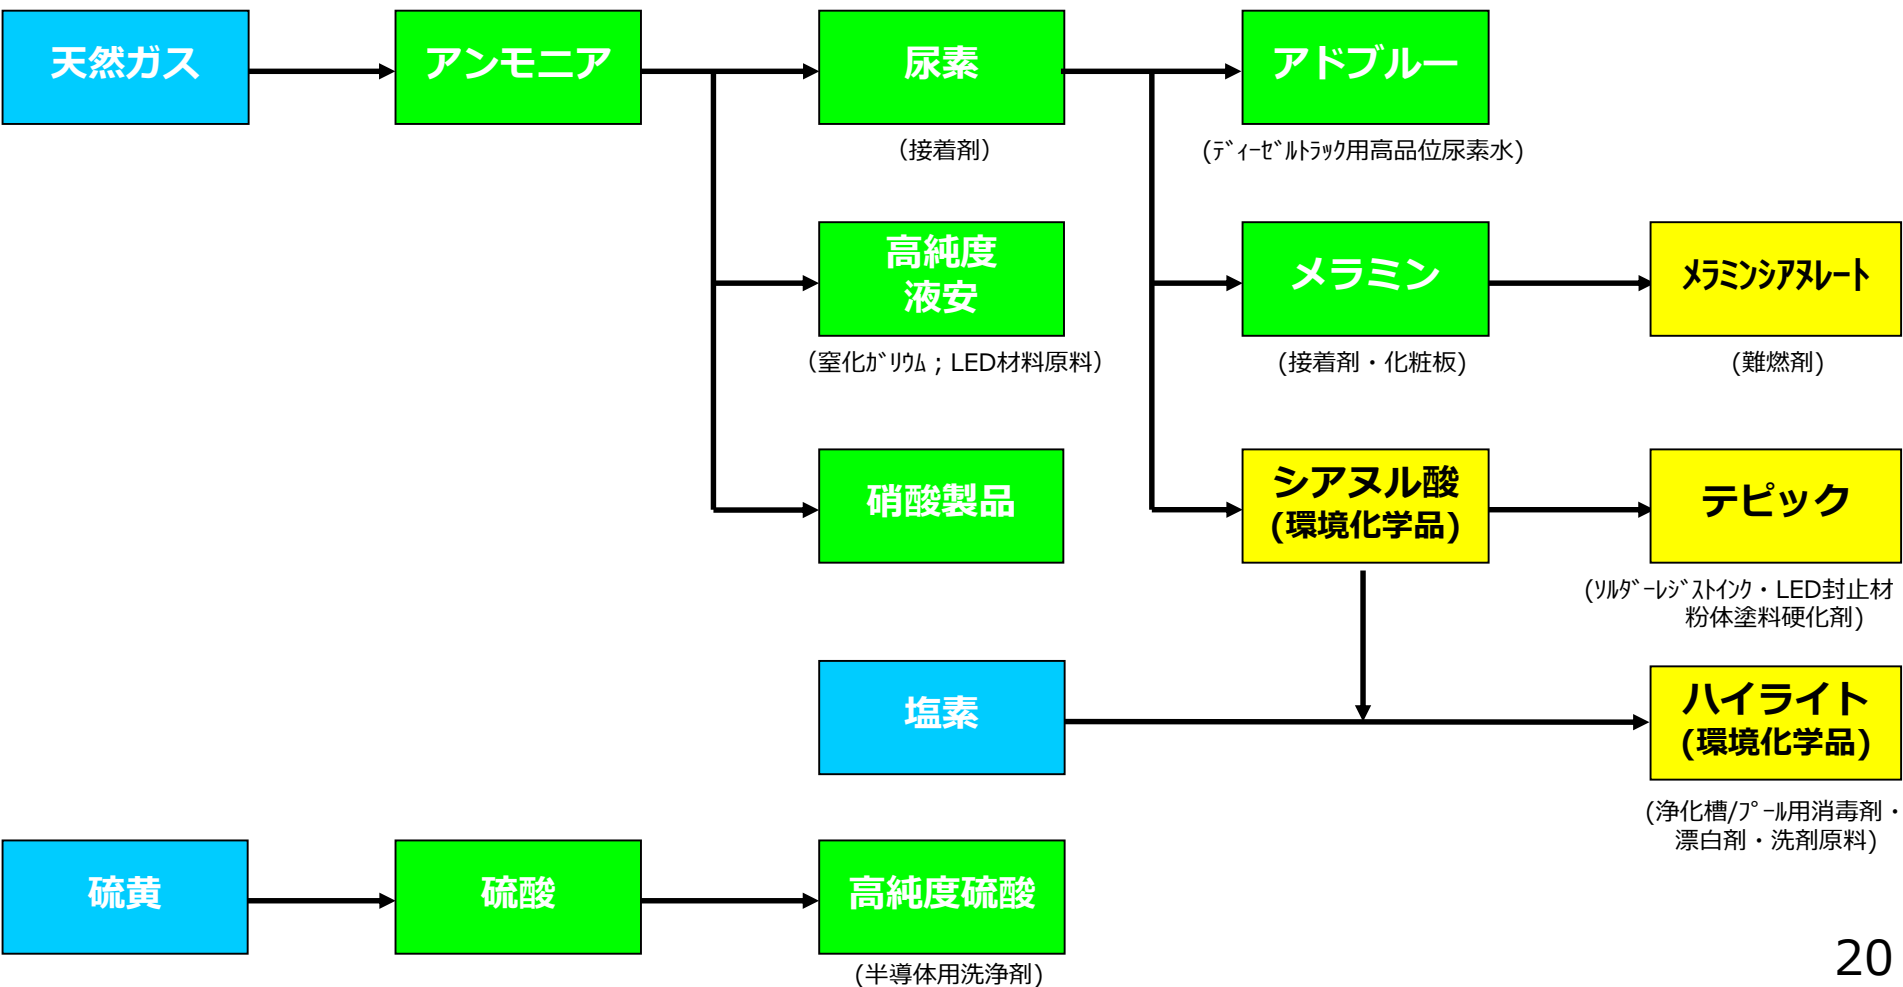 天然ガス
アンモニア
尿素
アドブルー
(接着剤)
(ﾃﾞｨｰｾﾞﾙﾄﾗｯｸ用高品位尿素水)
高純度
液安
メラミン
ﾒﾗﾐﾝｼｱﾇﾚｰﾄ
(窒化ｶﾞﾘｳﾑ；LED材料原料)
(接着剤・化粧板)
(難燃剤)
硝酸製品
シアヌル酸
(環境化学品)
テピック
(ｿﾙﾀﾞｰﾚｼﾞｽﾄｲﾝｸ・LED封止材
粉体塗料硬化剤)
塩素
ハイライト
(環境化学品)
(浄化槽/ﾌﾟｰﾙ用消毒剤・
漂白剤・洗剤原料)
硫黄
硫酸
高純度硫酸
(半導体用洗浄剤)
20